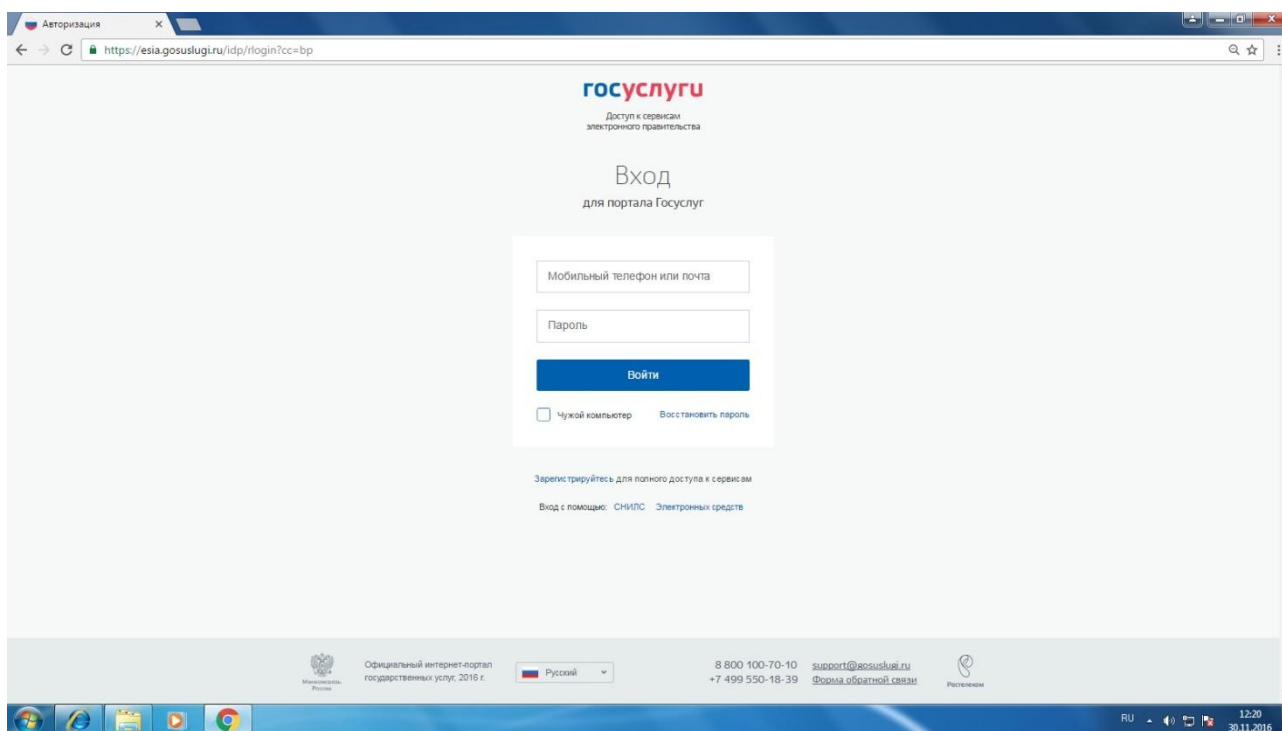 Авторизация
https://esia.gosuslugi.ru/idp/rlogin?cc=bp
госуслуги
Доступ к сервисам
электронного правительства
Вход
для портала Госуслуг
Мобильный телефон или почта
Пароль
Войти
Чужой компьютер
Восстановить пароль
Зарегистрируйтесь для полного доступа к сервисам
Вход с помощью: СНИЛС Электронных средств
Минкомсвязь
России
Официальный интернет-портал
государственных услуг, 2016 г.
Русский
8 800 100-70-10
+7 499 550-18-39
support@gosuslugi.ru
Форма обратной связи
Ростелеком
RU
12:20
30.11.2016